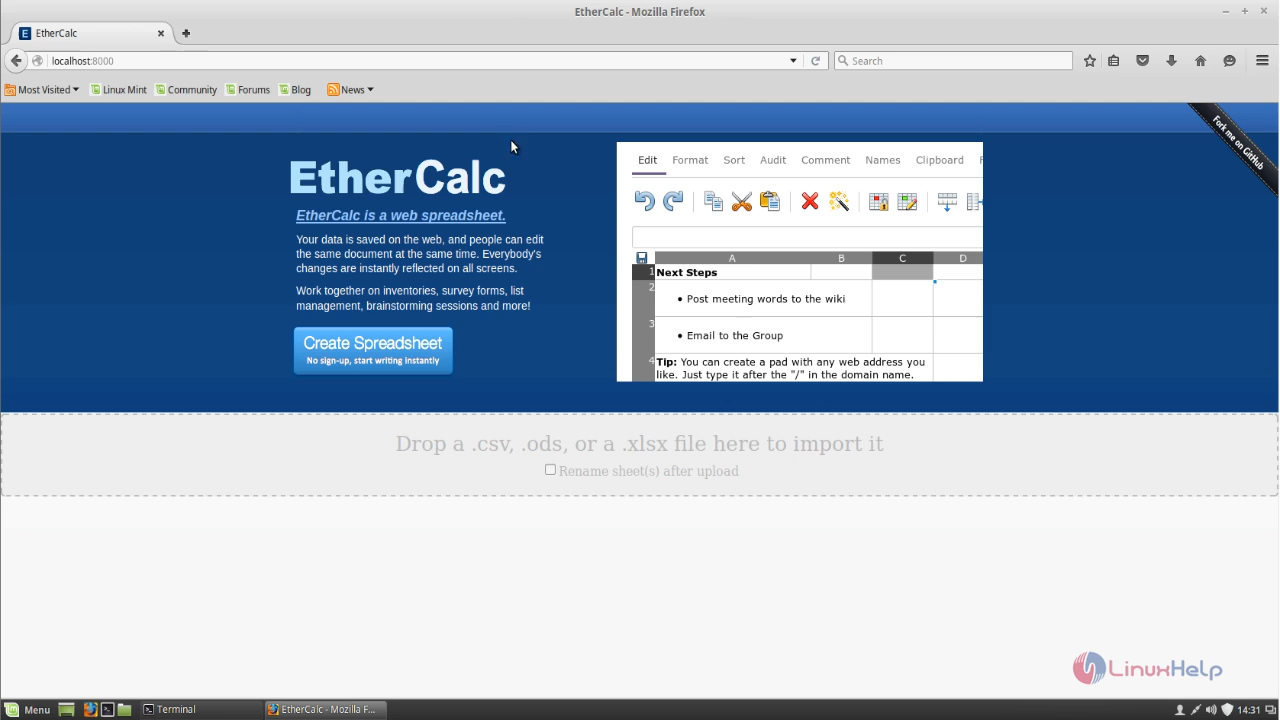 EtherCalc - Mozilla Firefox
EtherCalc
localhost:8000
Search
Most Visited
Linux Mint
Community
Forums
Blog
News
Fork me on GitHub
EtherCalc
EtherCalc is a web spreadsheet.
Your data is saved on the web, and people can edit
the same document at the same time. Everybody's
changes are instantly reflected on all screens.
Work together on inventories, survey forms, list
management, brainstorming sessions and more!
Create Spreadsheet
No sign-up, start writing instantly
Edit Format Sort Audit Comment Names Clipboard
A B C D
1 Next Steps
2 • Post meeting words to the wiki
3 • Email to the Group
4 Tip: You can create a pad with any web address you
like. Just type it after the "/" in the domain name.
Drop a .csv, .ods, or a .xlsx file here to import it
Rename sheet(s) after upload
LinuxHelp
Menu
Terminal
EtherCalc - Mozilla F...
14:31